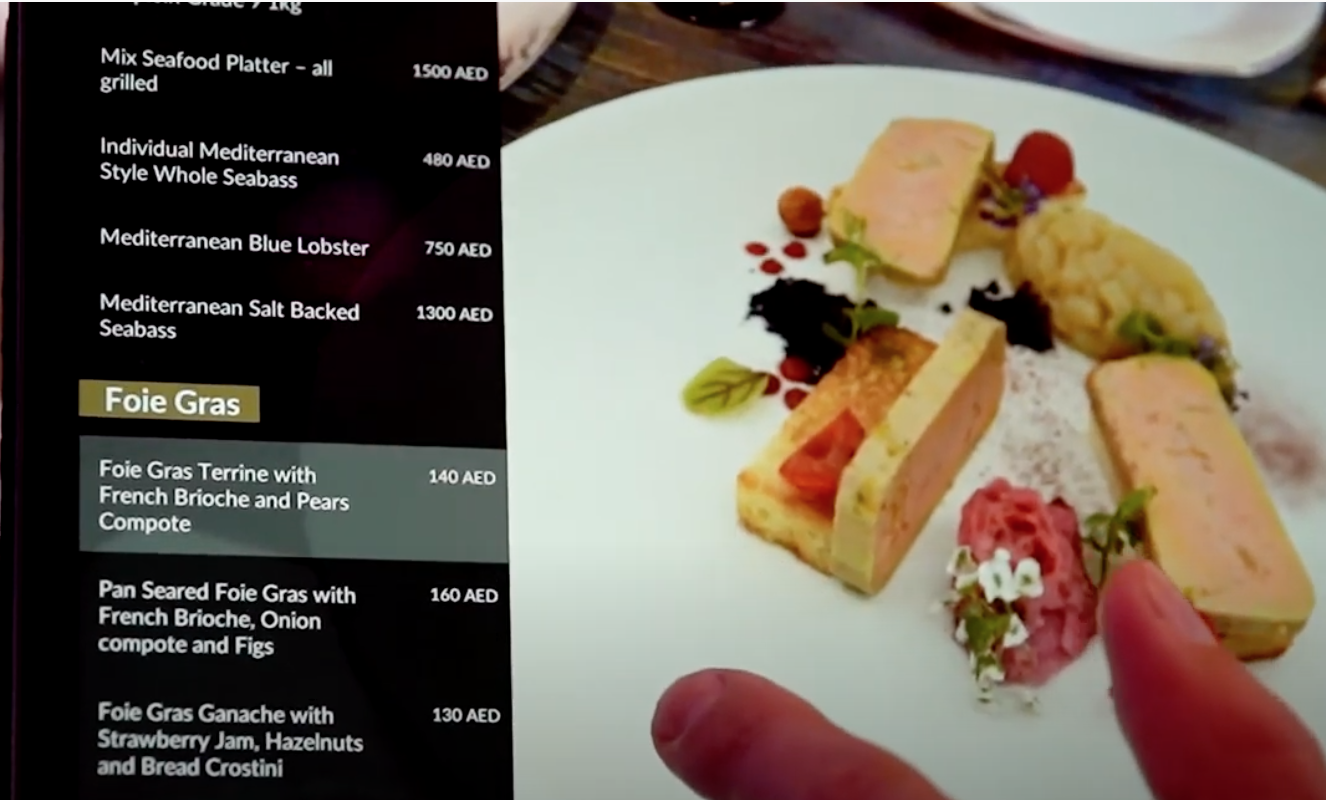 Grade 7 1kg
Mix Seafood Platter – all
grilled
1500 AED
Individual Mediterranean
Style Whole Seabass
480 AED
Mediterranean Blue Lobster
750 AED
Mediterranean Salt Backed
Seabass
1300 AED
Foie Gras
Foie Gras Terrine with
French Brioche and Pears
Compote
140 AED
Pan Seared Foie Gras with
French Brioche, Onion
compote and Figs
160 AED
Foie Gras Ganache with
Strawberry Jam, Hazelnuts
and Bread Crostini
130 AED